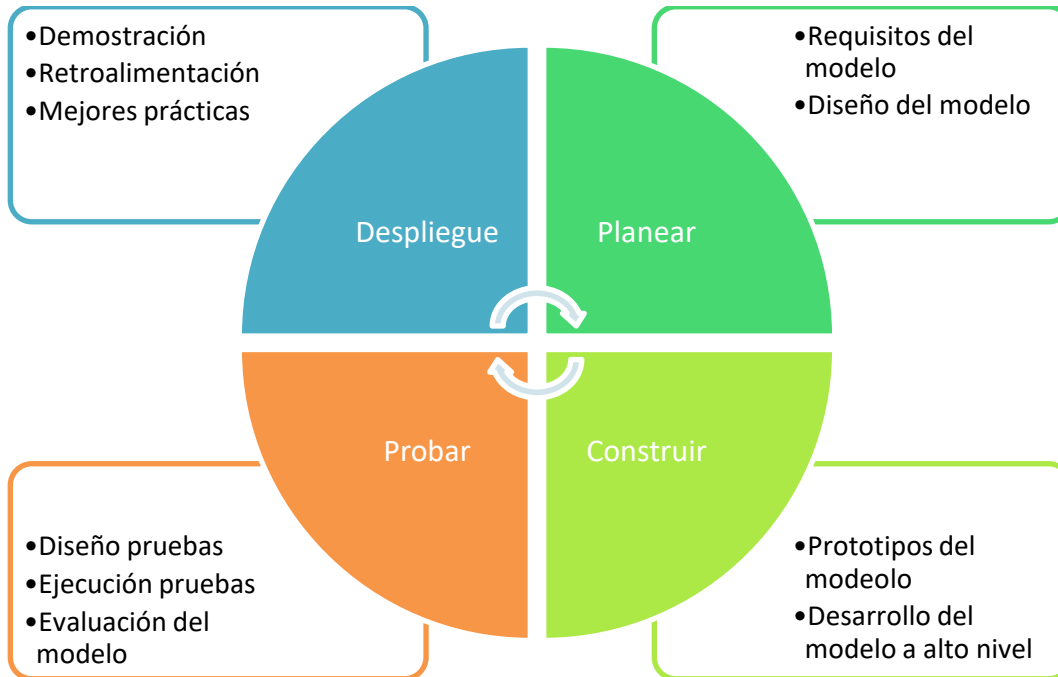 •Demostración
•Retroalimentación
•Mejores prácticas
•Requisitos del
modelo
•Diseño del modelo
Despliegue
Planear
Probar
Construir
•Diseño pruebas
•Ejecución pruebas
•Evaluación del
modelo
•Prototipos del
modeolo
•Desarrollo del
modelo a alto nivel